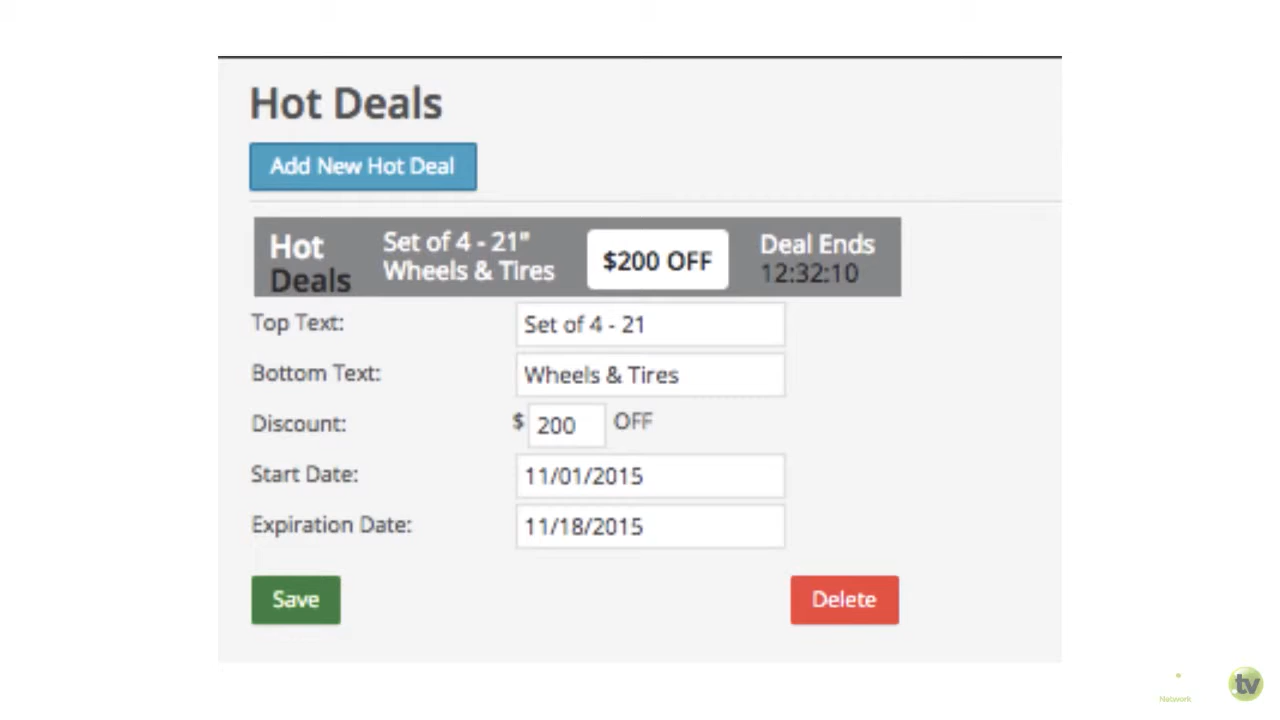 Hot Deals
Add New Hot Deal
Hot
Deals
Set of 4 - 21"
Wheels & Tires
$200 OFF
Deal Ends
12:32:10
Top Text: Set of 4 - 21
Bottom Text: Wheels & Tires
Discount: $ 200 OFF
Start Date: 11/01/2015
Expiration Date: 11/18/2015
Save Delete
Network
.tv